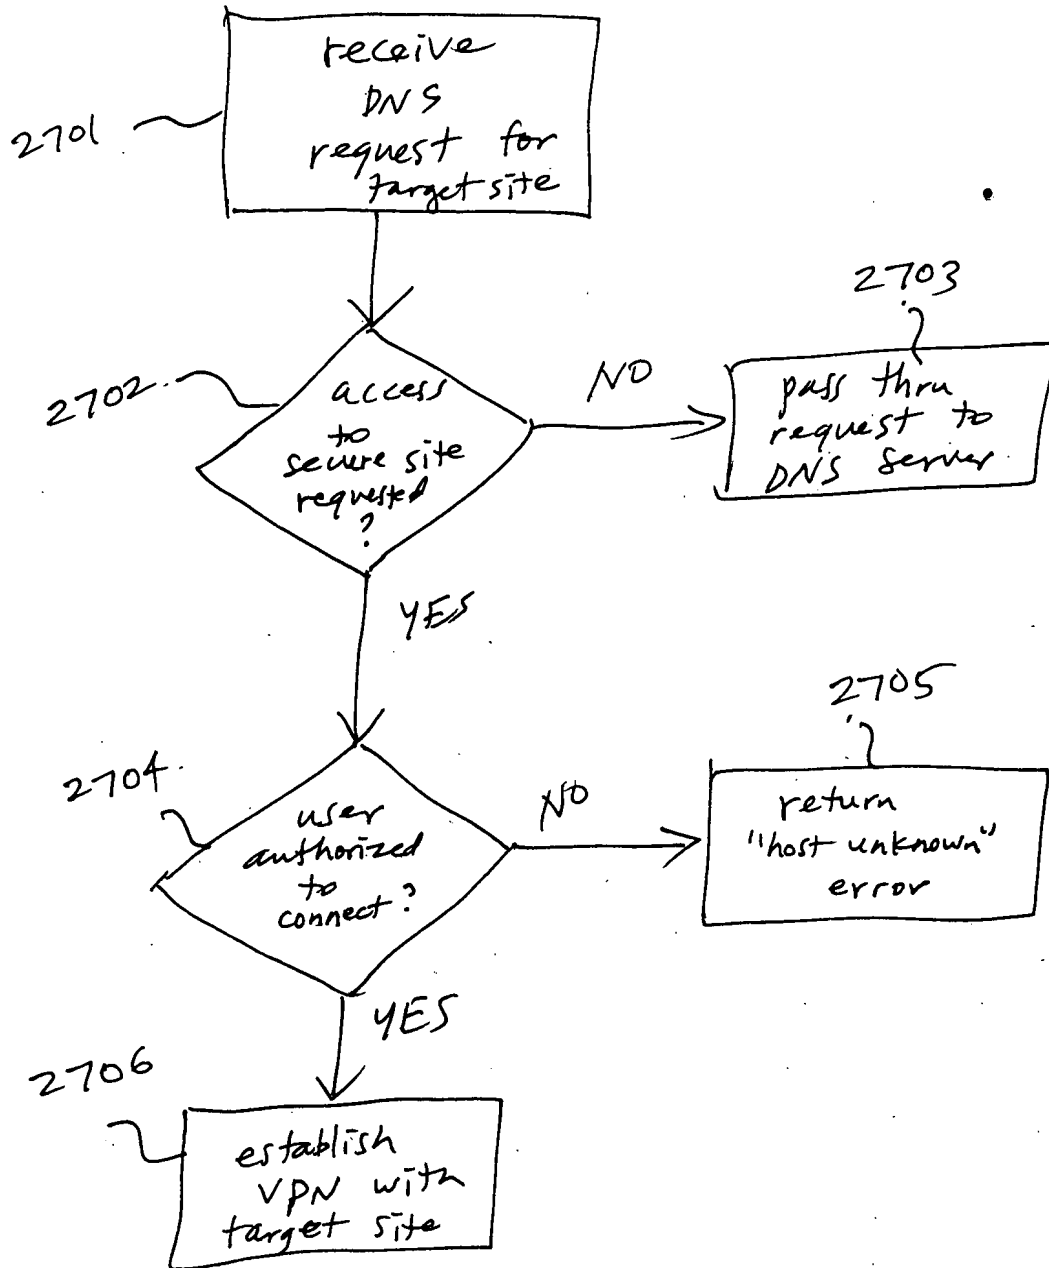 receive
DNS
request for
target site
2701
2703
2702
access
to
secure site
requested
?
NO
pass thru
request to
DNS server
YES
2705
2704
user
authorized
to
connect?
NO
return
"host unknown"
error
YES
2706
establish
VPN with
target site